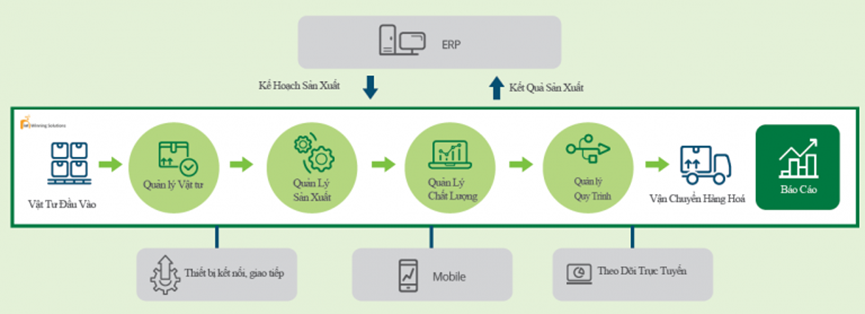 ERP
Kế Hoạch Sản Xuất
Kết Quả Sản Xuất
Winning Solutions
Vật Tư Đầu Vào
Quản lý Vật tư
Quản Lý
Sản Xuất
Quản Lý
Chất Lượng
Quản lý
Quy Trình
Vận Chuyển Hàng Hoá
Báo Cáo
Thiết bị kết nối, giao tiếp
Mobile
Theo Dõi Trực Tuyến